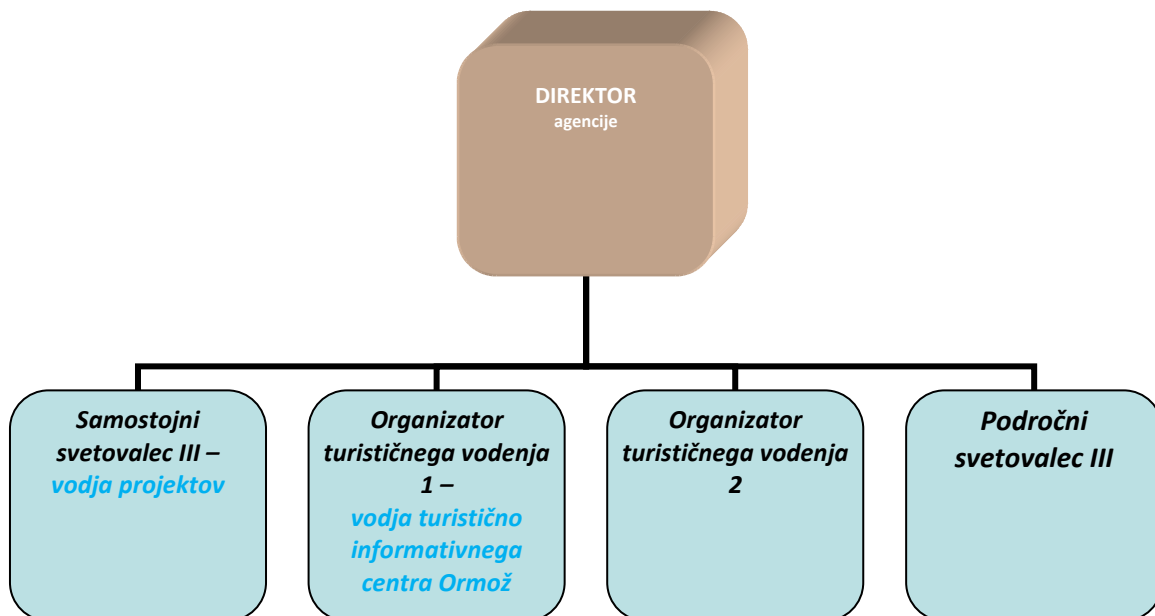 DIREKTOR
agencije
Samostojni
svetovalec III –
vodja projektov
Organizator
turističnega vodenja
1 –
vodja turistično
informativnega
centra Ormož
Organizator
turističnega vodenja
2
Področni
svetovalec III